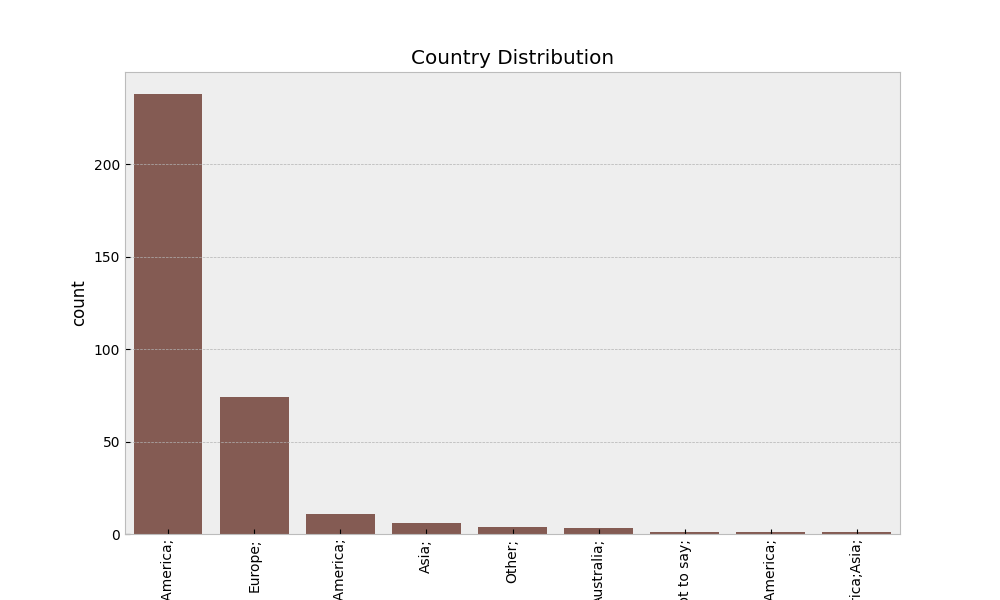 Country Distribution
count
200
150
100
50
0
America;
Europe;
America;
Asia;
Other;
ustralia;
ot to say;
America;
rica;Asia;